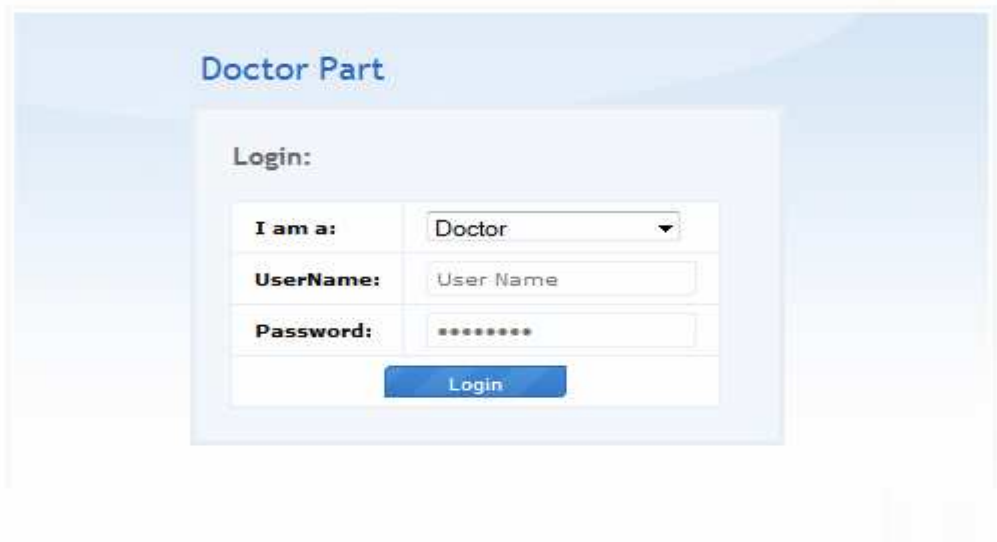 Doctor Part
Login:
I am a: Doctor
UserName: User Name
Password: ••••••••
Login